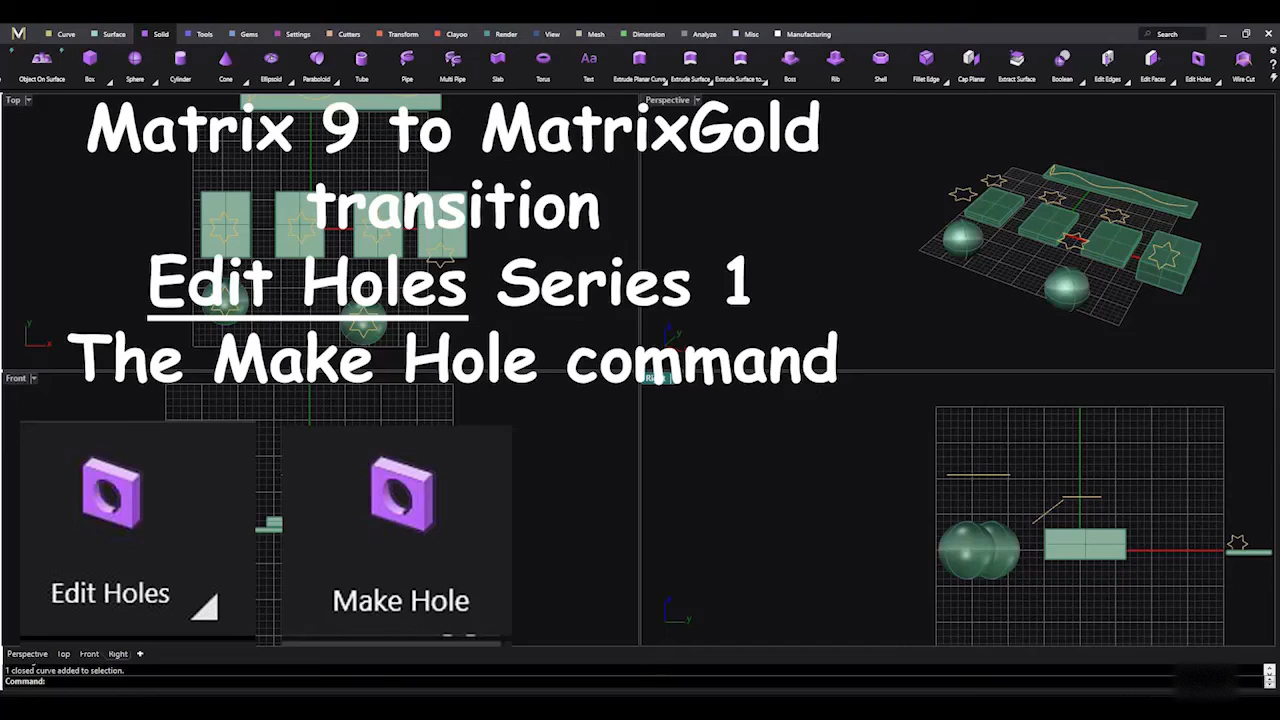 M Curve Surface Solid Tools Gems Settings Cutters Transform Clayoo Render View Mesh Dimension Analyze Misc Manufacturing Search
Object On Surface Box Sphere Cylinder Cone Ellipsoid Paraboloid Tube Pipe Multi Pipe Slab Torus Text Extrude Planar Curve Extrude Surface Extrude Surface to... Boss Rib Shell Fillet Edge Cap Planar Extract Surface Boolean Edit Edges Edit Faces Edit Holes Wire Cut
Top
Perspective
Matrix 9 to MatrixGold
transition
Edit Holes Series 1
The Make Hole command
Front
Right
Edit Holes
Make Hole
Perspective Top Front Right
1 closed curve added to selection.
Command: